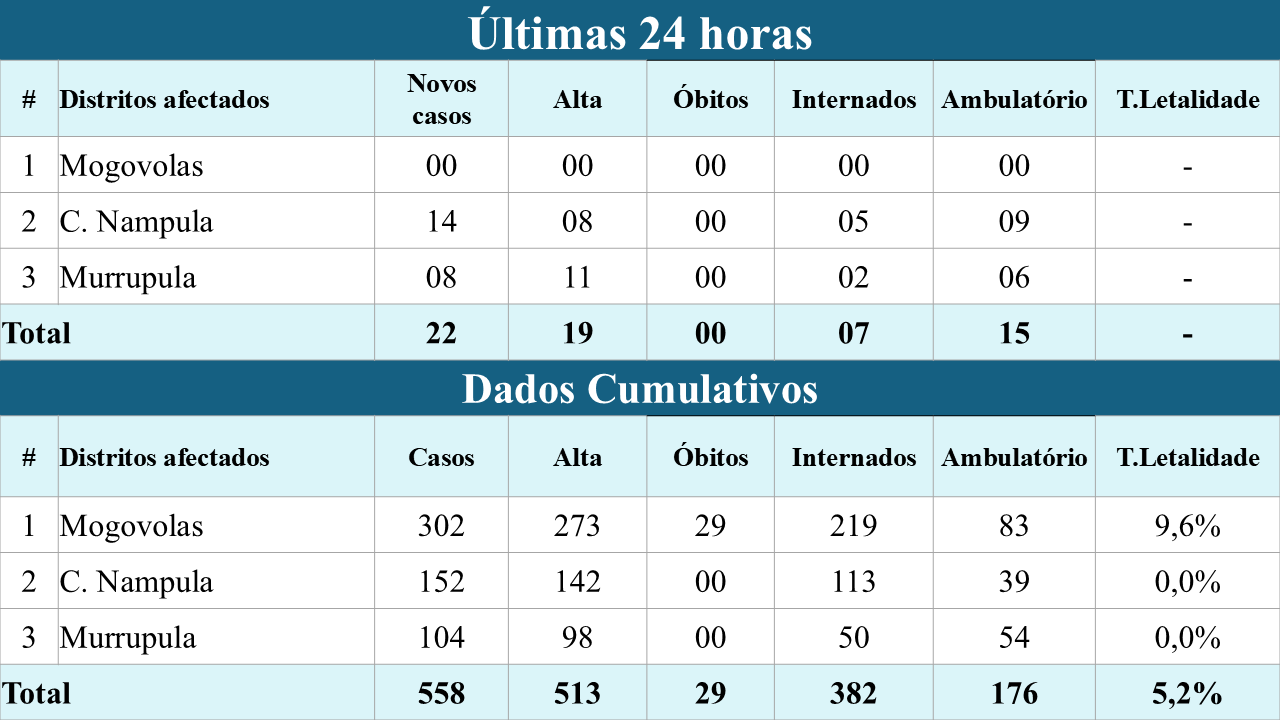 Últimas 24 horas
# Distritos afectados Novos casos Alta Óbitos Internados Ambulatório T.Letalidade
1 Mogovolas 00 00 00 00 00 -
2 C. Nampula 14 08 00 05 09 -
3 Murrupula 08 11 00 02 06 -
Total 22 19 00 07 15 -
Dados Cumulativos
# Distritos afectados Casos Alta Óbitos Internados Ambulatório T.Letalidade
1 Mogovolas 302 273 29 219 83 9,6%
2 C. Nampula 152 142 00 113 39 0,0%
3 Murrupula 104 98 00 50 54 0,0%
Total 558 513 29 382 176 5,2%